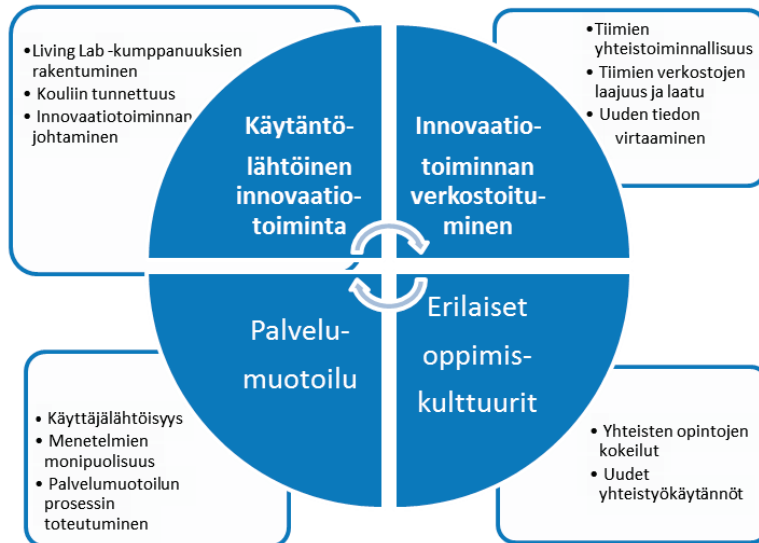 •Living Lab -kumppanuuksien
rakentuminen
• Kouliin tunnettuus
• Innovaatiotoiminnan
johtaminen
Käytäntö-
lähtöinen
innovaatio-
toiminta
Innovaatio-
toiminnan
verkostoitu-
minen
•Tiimien
yhteistoiminnallisuus
• Tiimien verkostojen
laajuus ja laatu
• Uuden tiedon
virtaaminen
Palvelu-
muotoilu
Erilaiset
oppimis-
kulttuurit
• Käyttäjälähtöisyys
• Menetelmien
monipuolisuus
• Palvelumuotoilun
prosessin
toteutuminen
• Yhteisten opintojen
kokeilut
• Uudet
yhteistyökäytännöt